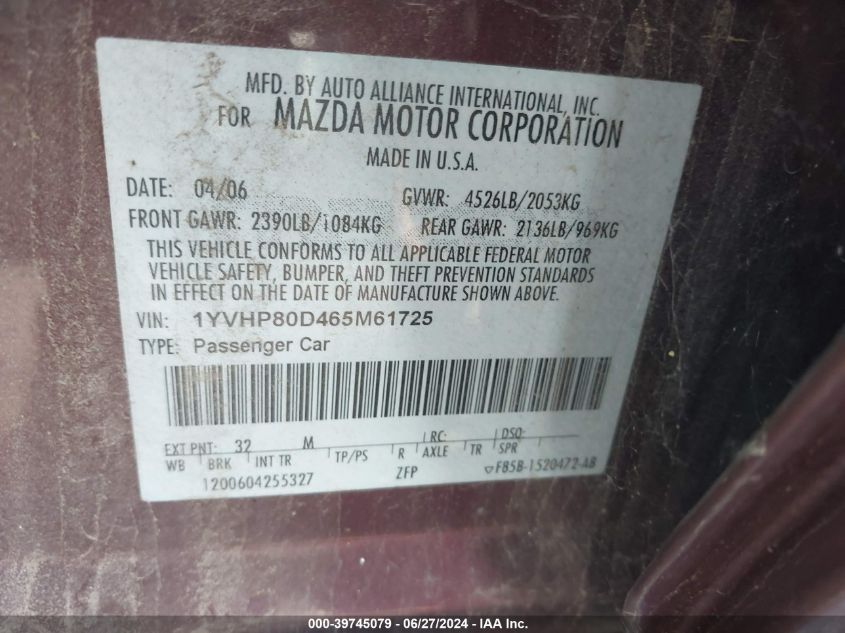 MFD. BY AUTO ALLIANCE INTERNATIONAL, INC.
FOR MAZDA MOTOR CORPORATION
MADE IN U.S.A.
DATE: 04/06 GVWR: 4526LB/2053KG
FRONT GAWR: 2390LB/1084KG REAR GAWR: 2136LB/969KG
THIS VEHICLE CONFORMS TO ALL APPLICABLE FEDERAL MOTOR
VEHICLE SAFETY, BUMPER, AND THEFT PREVENTION STANDARDS
IN EFFECT ON THE DATE OF MANUFACTURE SHOWN ABOVE.
VIN: 1YVHP80D465M61725
TYPE: Passenger Car
EXT PNT: 32 M RC: DSO:
WB BRK INT TR TP/PS R AXLE TR SPR
1200604255327 ZFP F85B-1520472-AB
000-39745079 - 06/27/2024 - IAA Inc.